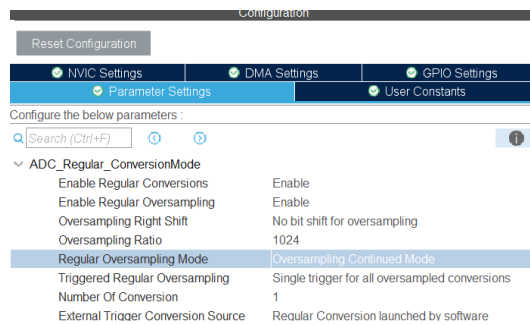 Configuration
Reset Configuration
NVIC Settings DMA Settings GPIO Settings
Parameter Settings User Constants
Configure the below parameters :
Search (Ctrl+F)
ADC_Regular_ConversionMode
Enable Regular Conversions Enable
Enable Regular Oversampling Enable
Oversampling Right Shift No bit shift for oversampling
Oversampling Ratio 1024
Regular Oversampling Mode Oversampling Continued Mode
Triggered Regular Oversampling Single trigger for all oversampled conversions
Number Of Conversion 1
External Trigger Conversion Source Regular Conversion launched by software